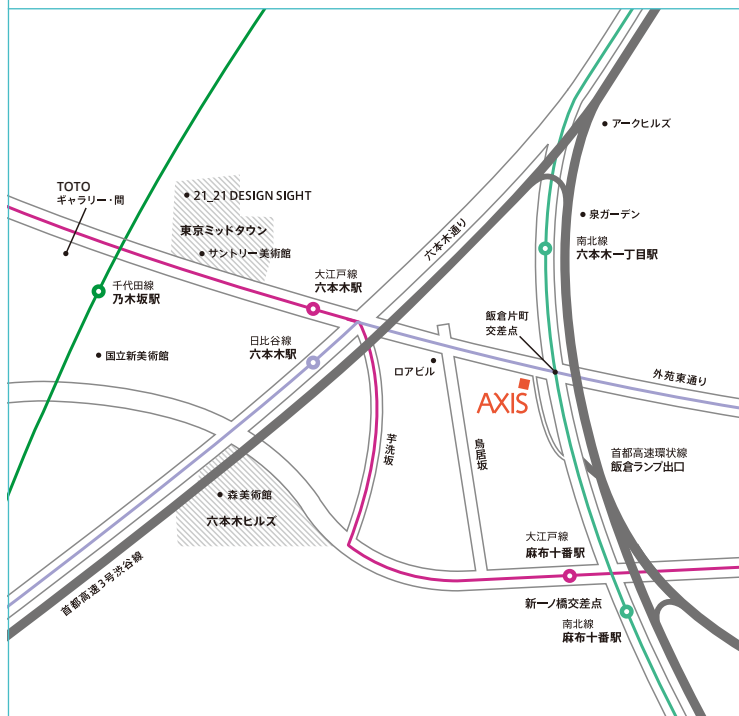 アークヒルズ
TOTO
ギャラリー・間
21_21 DESIGN SIGHT
東京ミッドタウン
サントリー美術館
六本木通り
泉ガーデン
南北線
六本木一丁目駅
千代田線
乃木坂駅
大江戸線
六本木駅
飯倉片町
交差点
国立新美術館
日比谷線
六本木駅
ロアビル
外苑東通り
AXIS
芋洗坂
鳥居坂
首都高速環状線
飯倉ランプ出口
森美術館
六本木ヒルズ
大江戸線
麻布十番駅
首都高速3号渋谷線
新一ノ橋交差点
南北線
麻布十番駅